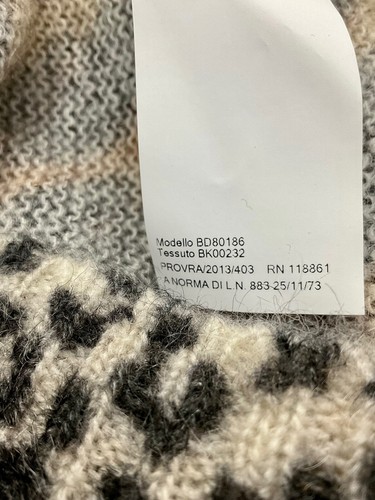 Modello BD80186
Tessuto BK00232
PROVRA/2013/403 RN 118861
A NORMA DI L.N. 883 25/11/73